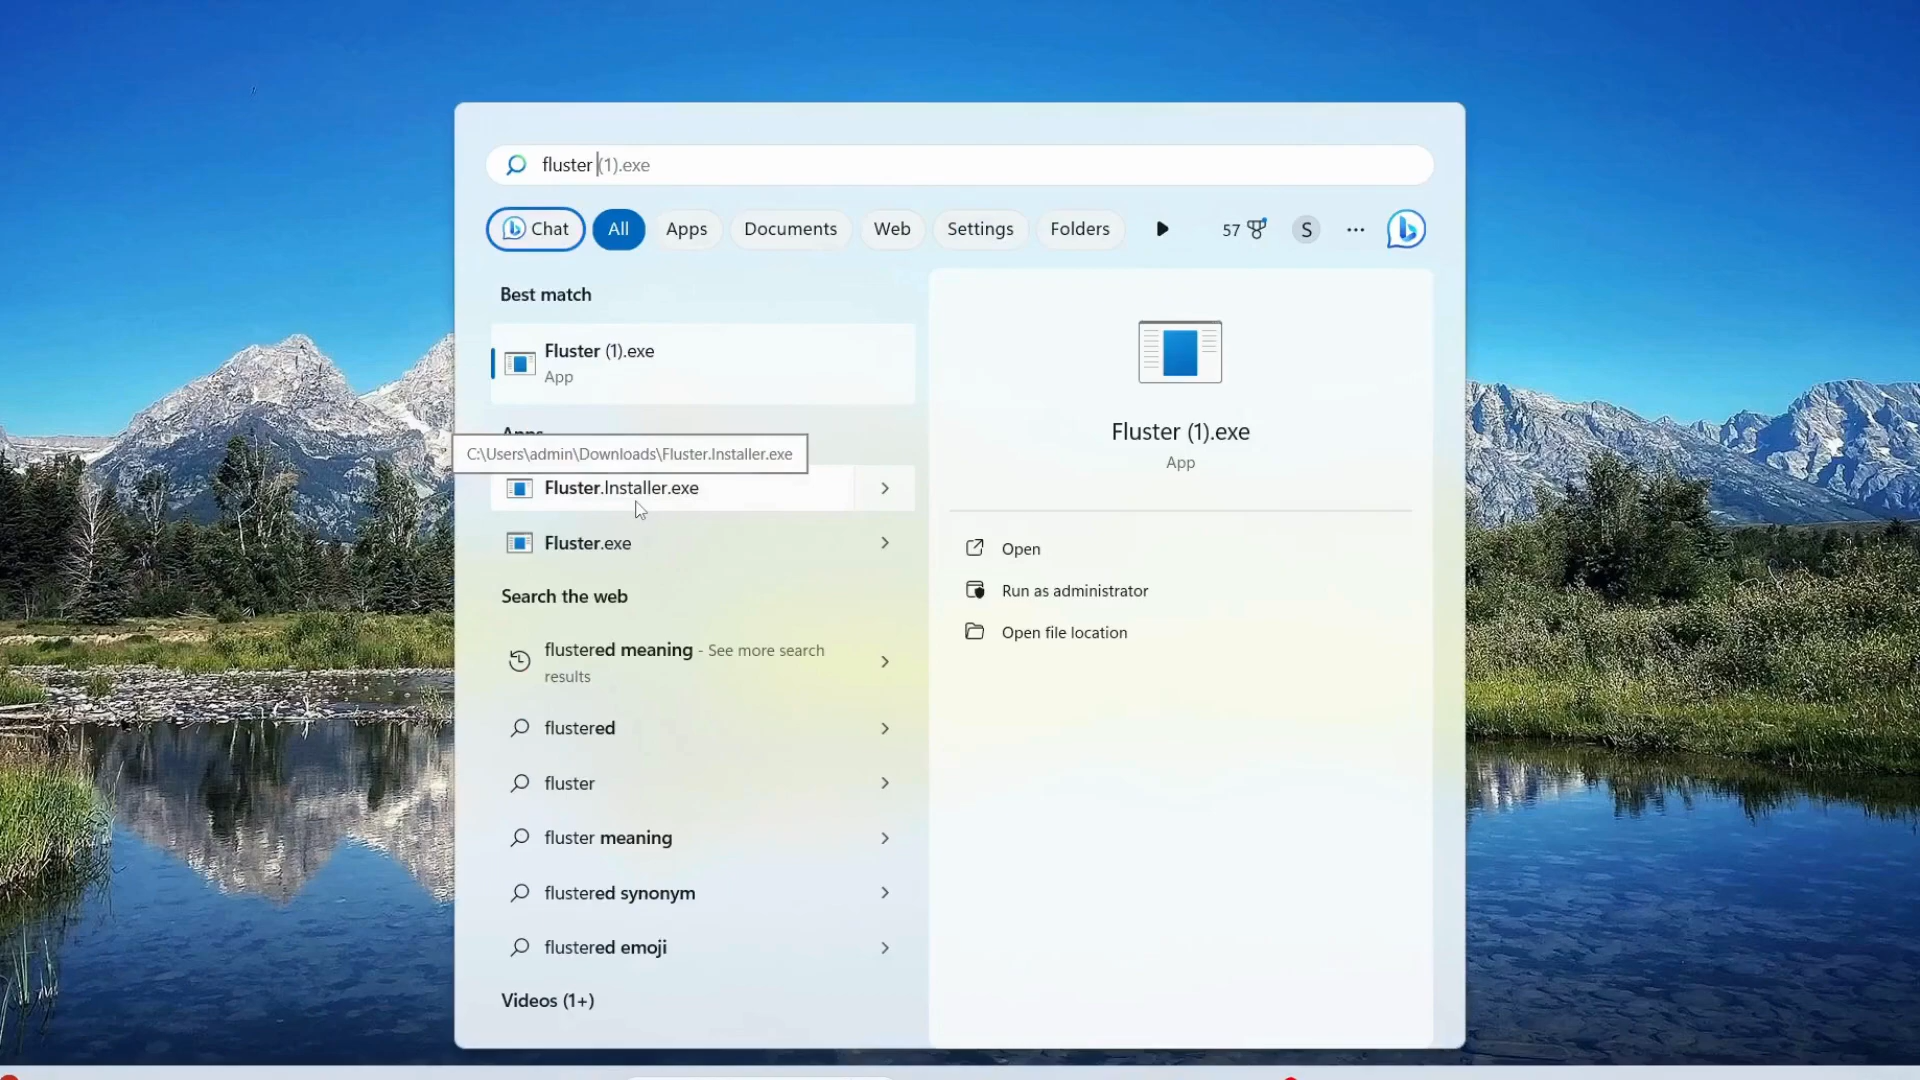 fluster (1).exe
Chat
All
Apps
Documents
Web
Settings
Folders
57
S
Best match
Fluster (1).exe
App
Apps
C:\Users\admin\Downloads\Fluster.Installer.exe
Fluster.Installer.exe
Fluster.exe
Search the web
flustered meaning - See more search
results
flustered
fluster
fluster meaning
flustered synonym
flustered emoji
Videos (1+)
Fluster (1).exe
App
Open
Run as administrator
Open file location